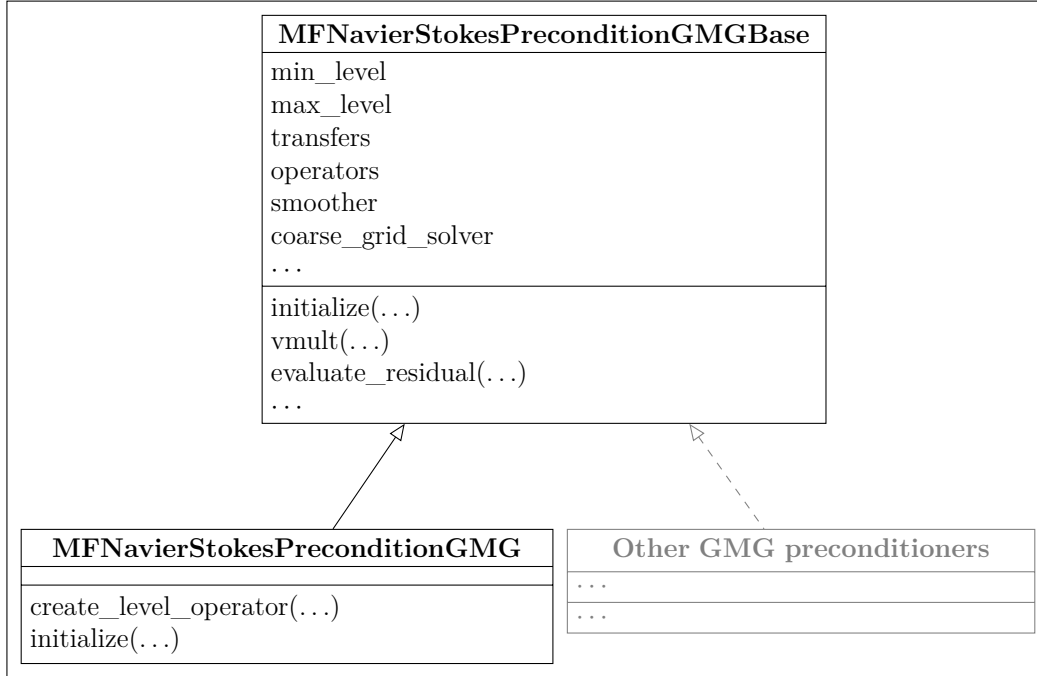 MFNavierStokesPreconditionGMGBase
min_level
max_level
transfers
operators
smoother
coarse_grid_solver
...
initialize(...)
vmult(...)
evaluate_residual(...)
...
MFNavierStokesPreconditionGMG
create_level_operator(...)
initialize(...)
Other GMG preconditioners
...
...